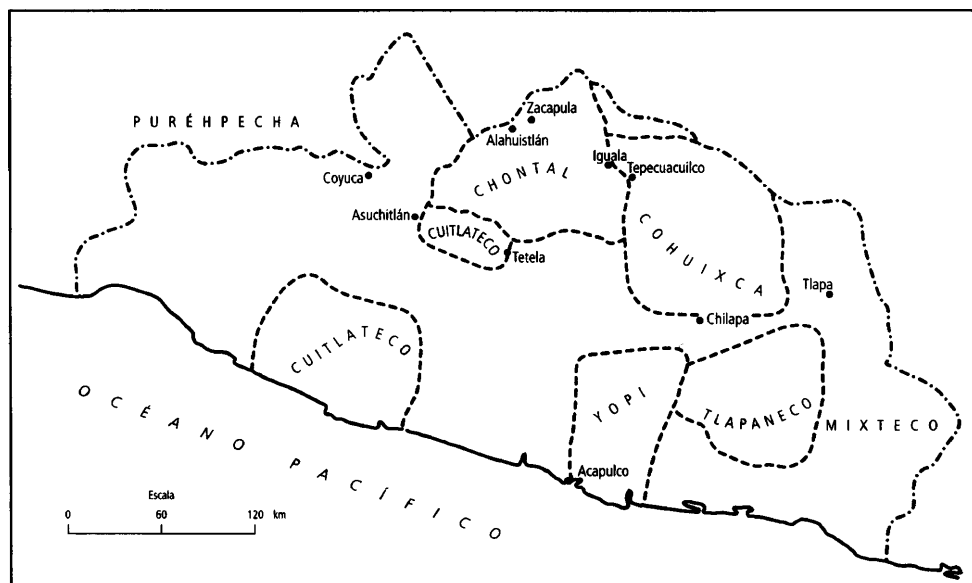 PURÉHPECHA
Zacapula
Alahuistlán
Iguala
Tepecuacuilco
Coyuca
CHONTAL
Asuchitlán
CUITLATECO
Tetela
COHUIXCA
Tlapa
Chilapa
CUITLATECO
YOPI
TLAPANECO
MIXTECO
OCÉANO PACÍFICO
Acapulco
Escala
0 60 120 km